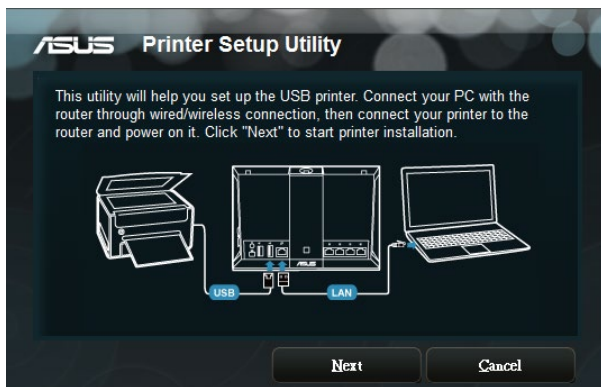 ASUS Printer Setup Utility
This utility will help you set up the USB printer. Connect your PC with the
router through wired/wireless connection, then connect your printer to the
router and power on it. Click "Next" to start printer installation.
ASUS
USB
LAN
Next Cancel